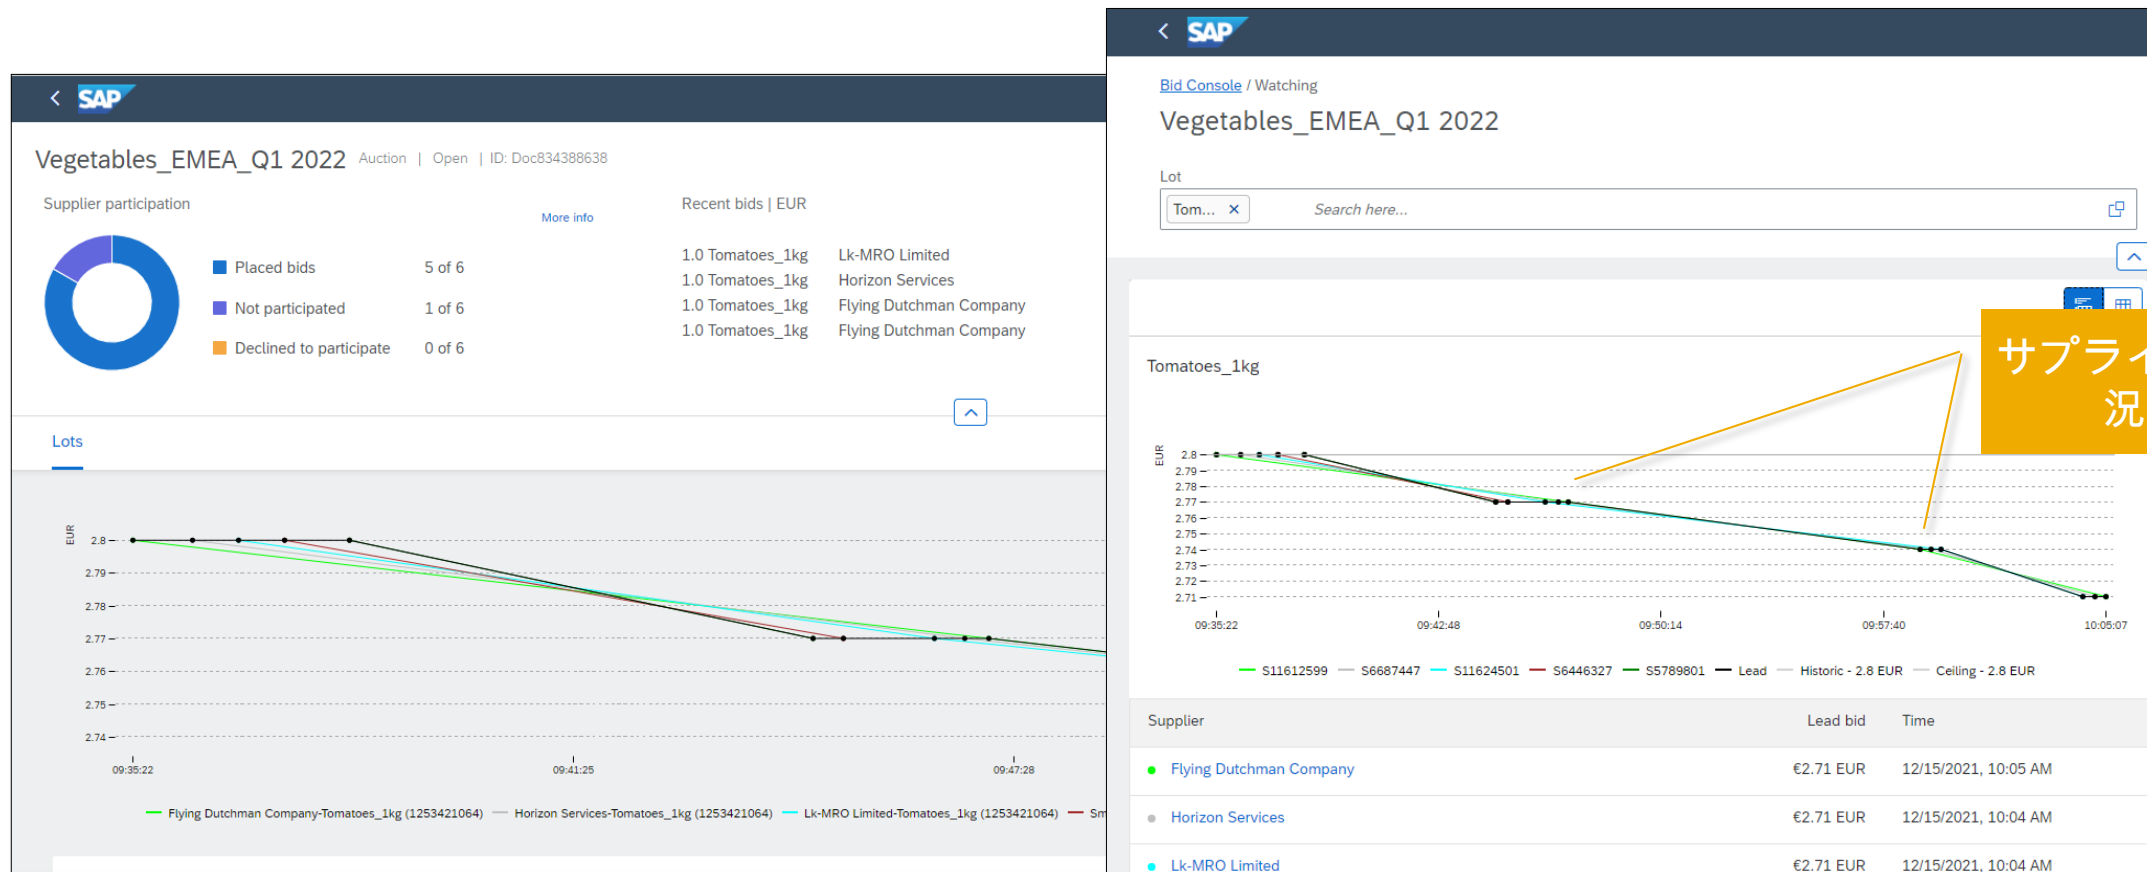 SAP
Vegetables_EMEA_Q1 2022 Auction | Open | ID: Doc834388638
Supplier participation
More info
Placed bids 5 of 6
Not participated 1 of 6
Declined to participate 0 of 6
Recent bids | EUR
1.0 Tomatoes_1kg Lk-MRO Limited
1.0 Tomatoes_1kg Horizon Services
1.0 Tomatoes_1kg Flying Dutchman Company
1.0 Tomatoes_1kg Flying Dutchman Company
Lots
EUR
2.8
2.79
2.78
2.77
2.76
2.75
2.74
09:35:22 09:41:25 09:47:28
Flying Dutchman Company-Tomatoes_1kg (1253421064) Horizon Services-Tomatoes_1kg (1253421064) Lk-MRO Limited-Tomatoes_1kg (1253421064) Sm
SAP
Bid Console / Watching
Vegetables_EMEA_Q1 2022
Lot
Tom... Search here...
サプライ
況
Tomatoes_1kg
EUR
2.8
2.79
2.78
2.77
2.76
2.75
2.74
2.73
2.72
2.71
09:35:22 09:42:48 09:50:14 09:57:40 10:05:07
S11612599 S6687447 S11624501 S6446327 S5789801 Lead Historic - 2.8 EUR Ceiling - 2.8 EUR
Supplier Lead bid Time
Flying Dutchman Company €2.71 EUR 12/15/2021, 10:05 AM
Horizon Services €2.71 EUR 12/15/2021, 10:04 AM
Lk-MRO Limited €2.71 EUR 12/15/2021, 10:04 AM